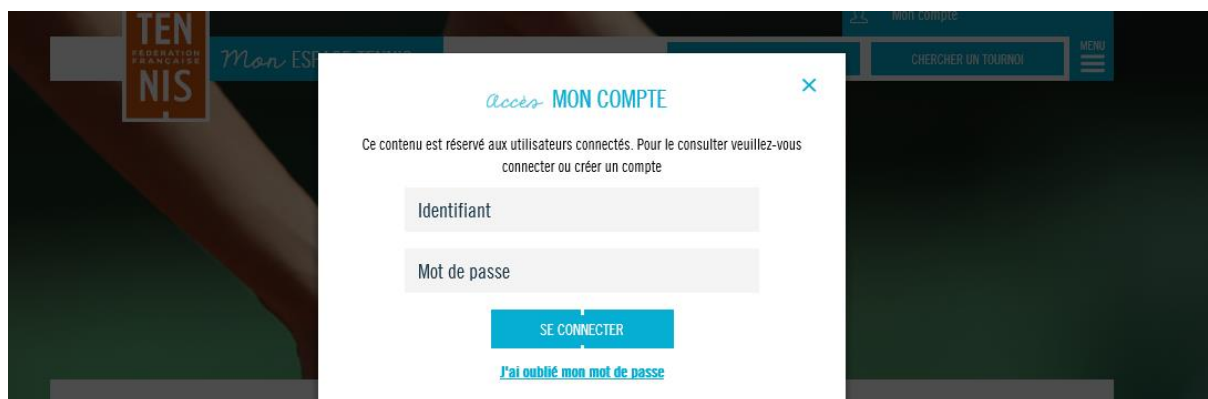 TEN
FÉDÉRATION
FRANÇAISE
NIS
Mon ESP
Mon compte
CHERCHER UN TOURNOI
MENU
Accès MON COMPTE
Ce contenu est réservé aux utilisateurs connectés. Pour le consulter veuillez-vous
connecter ou créer un compte
Identifiant
Mot de passe
SE CONNECTER
J'ai oublié mon mot de passe